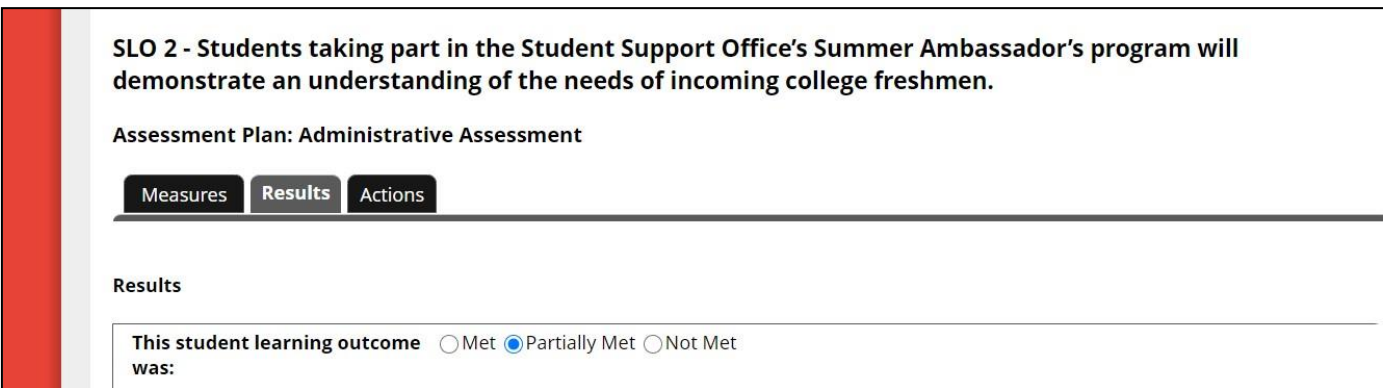 SLO 2 - Students taking part in the Student Support Office's Summer Ambassador's program will
demonstrate an understanding of the needs of incoming college freshmen.
Assessment Plan: Administrative Assessment
Measures Results Actions
Results
This student learning outcome Met Partially Met Not Met
was: